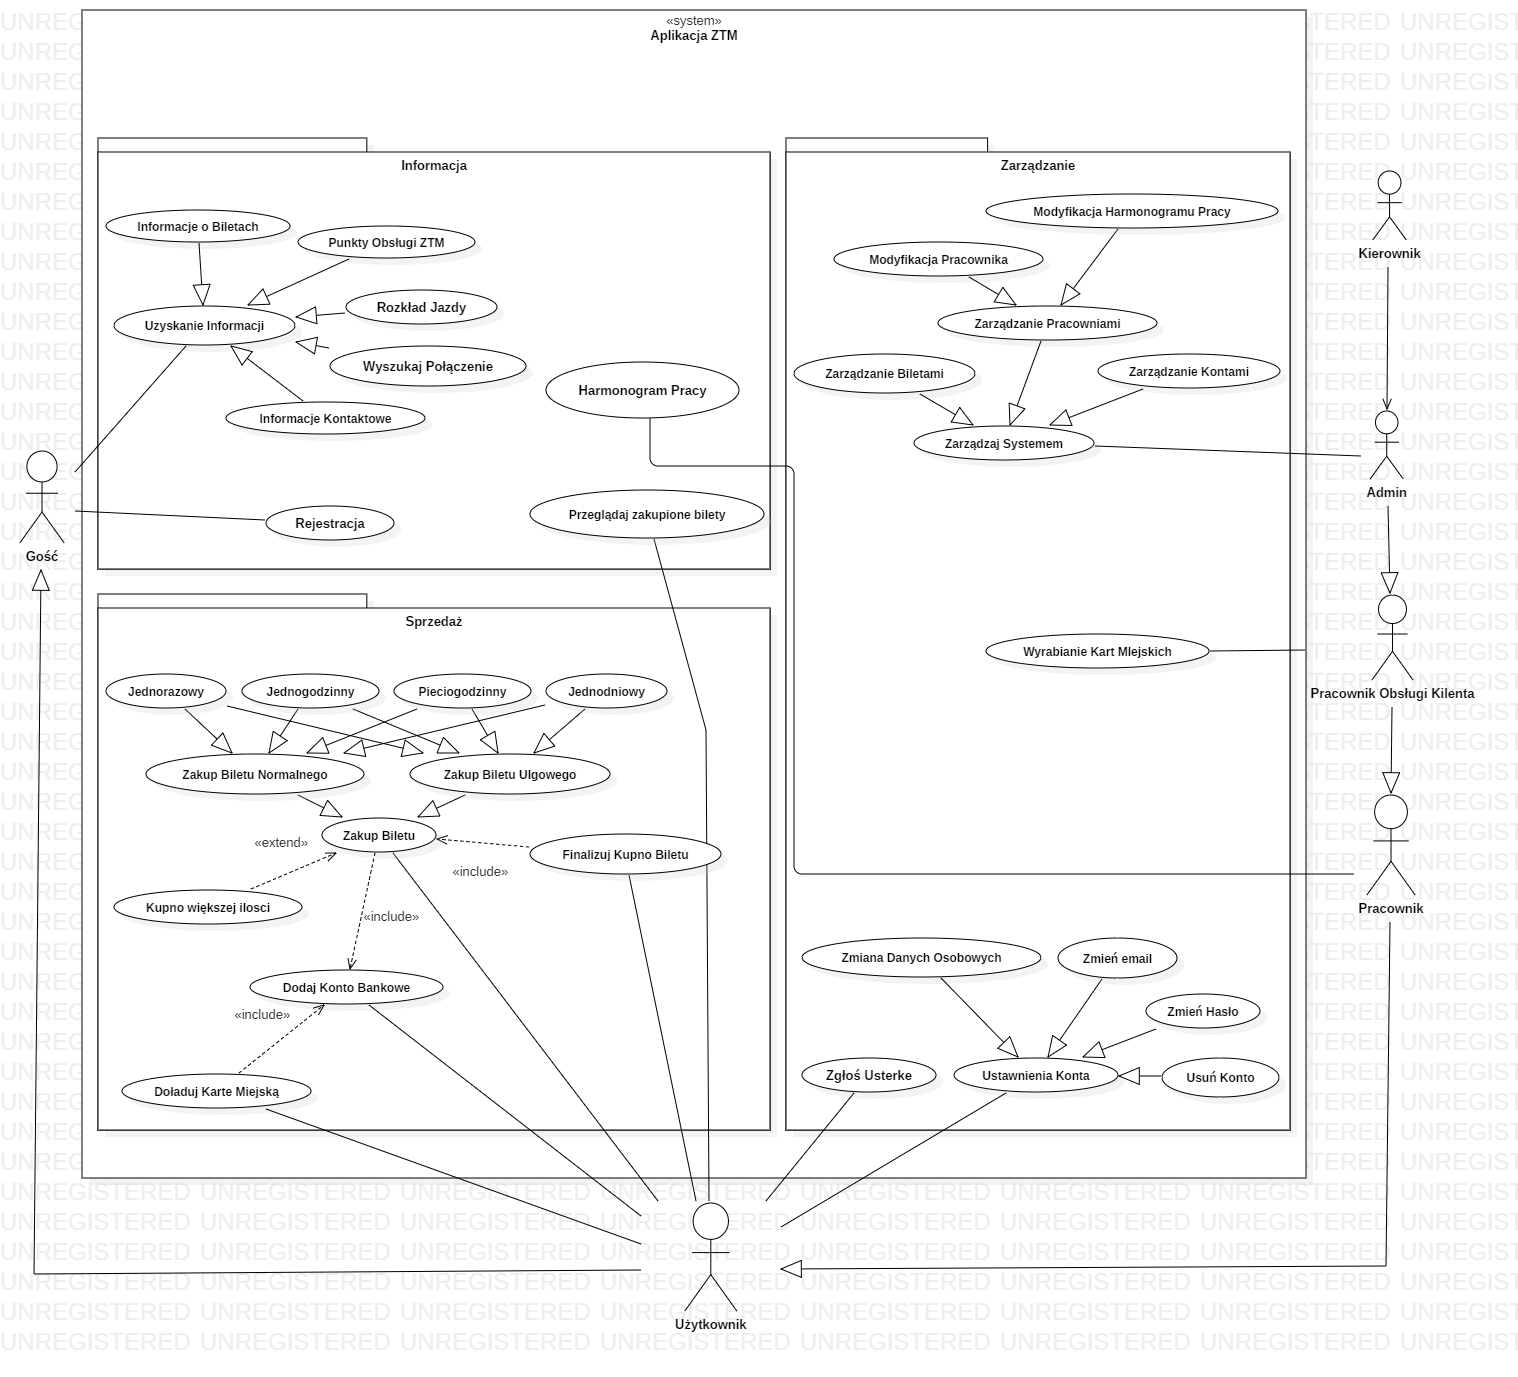 «system»
Aplikacja ZTM
Informacja
Informacje o Biletach
Punkty Obsługi ZTM
Rozkład Jazdy
Uzyskanie Informacji
Wyszukaj Połączenie
Informacje Kontaktowe
Harmonogram Pracy
Przeglądaj zakupione bilety
Rejestracja
Gość
Zarządzanie
Modyfikacja Harmonogramu Pracy
Modyfikacja Pracownika
Zarządzanie Pracowniami
Zarządzanie Biletami
Zarządzanie Kontami
Zarządzaj Systemem
Wyrabianie Kart MIejskich
Kierownik
Admin
Pracownik Obsługi Kilenta
Pracownik
Sprzedaż
Jednorazowy
Jednogodzinny
Pieciogodzinny
Jednodniowy
Zakup Biletu Normalnego
Zakup Biletu Ulgowego
Zakup Biletu
«extend»
Finalizuj Kupno Biletu
«include»
Kupno większej ilosci
«include»
Dodaj Konto Bankowe
«include»
Doładuj Karte Miejską
Zmiana Danych Osobowych
Zmień email
Zmień Hasło
Zgłoś Usterke
Ustawnienia Konta
Usuń Konto
Użytkownik
UNREGISTERED UNREGISTERED UNREGISTERED UNREGISTERED UNREGISTERED UNREGISTERED UNREGISTERED UNREGIST